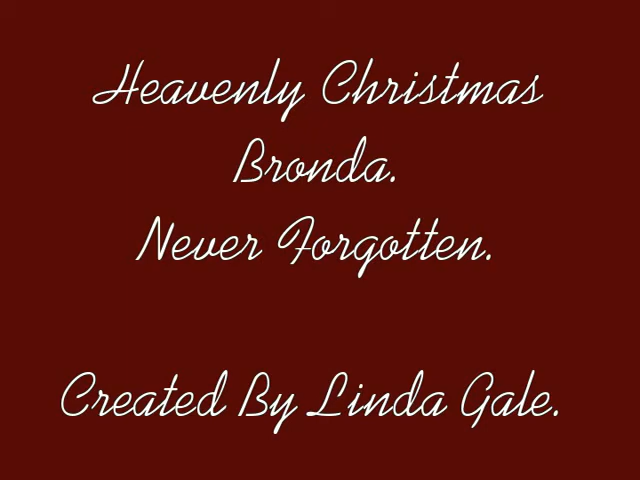 Heavenly Christmas
Bronda.
Never Forgotten.
Created By Linda Gale.